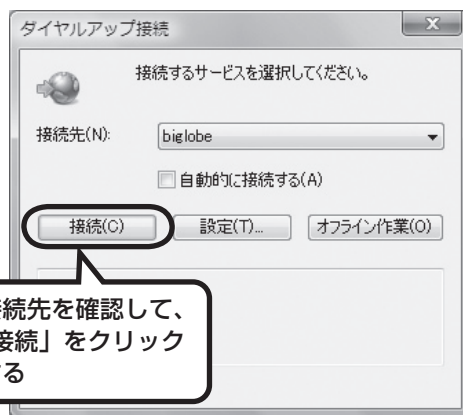 ダイヤルアップ接続
接続するサービスを選択してください。
接続先(N):
biglobe
自動的に接続する(A)
接続(C)
設定(T)...
オフライン作業(O)
続先を確認して、
接続」をクリック
る